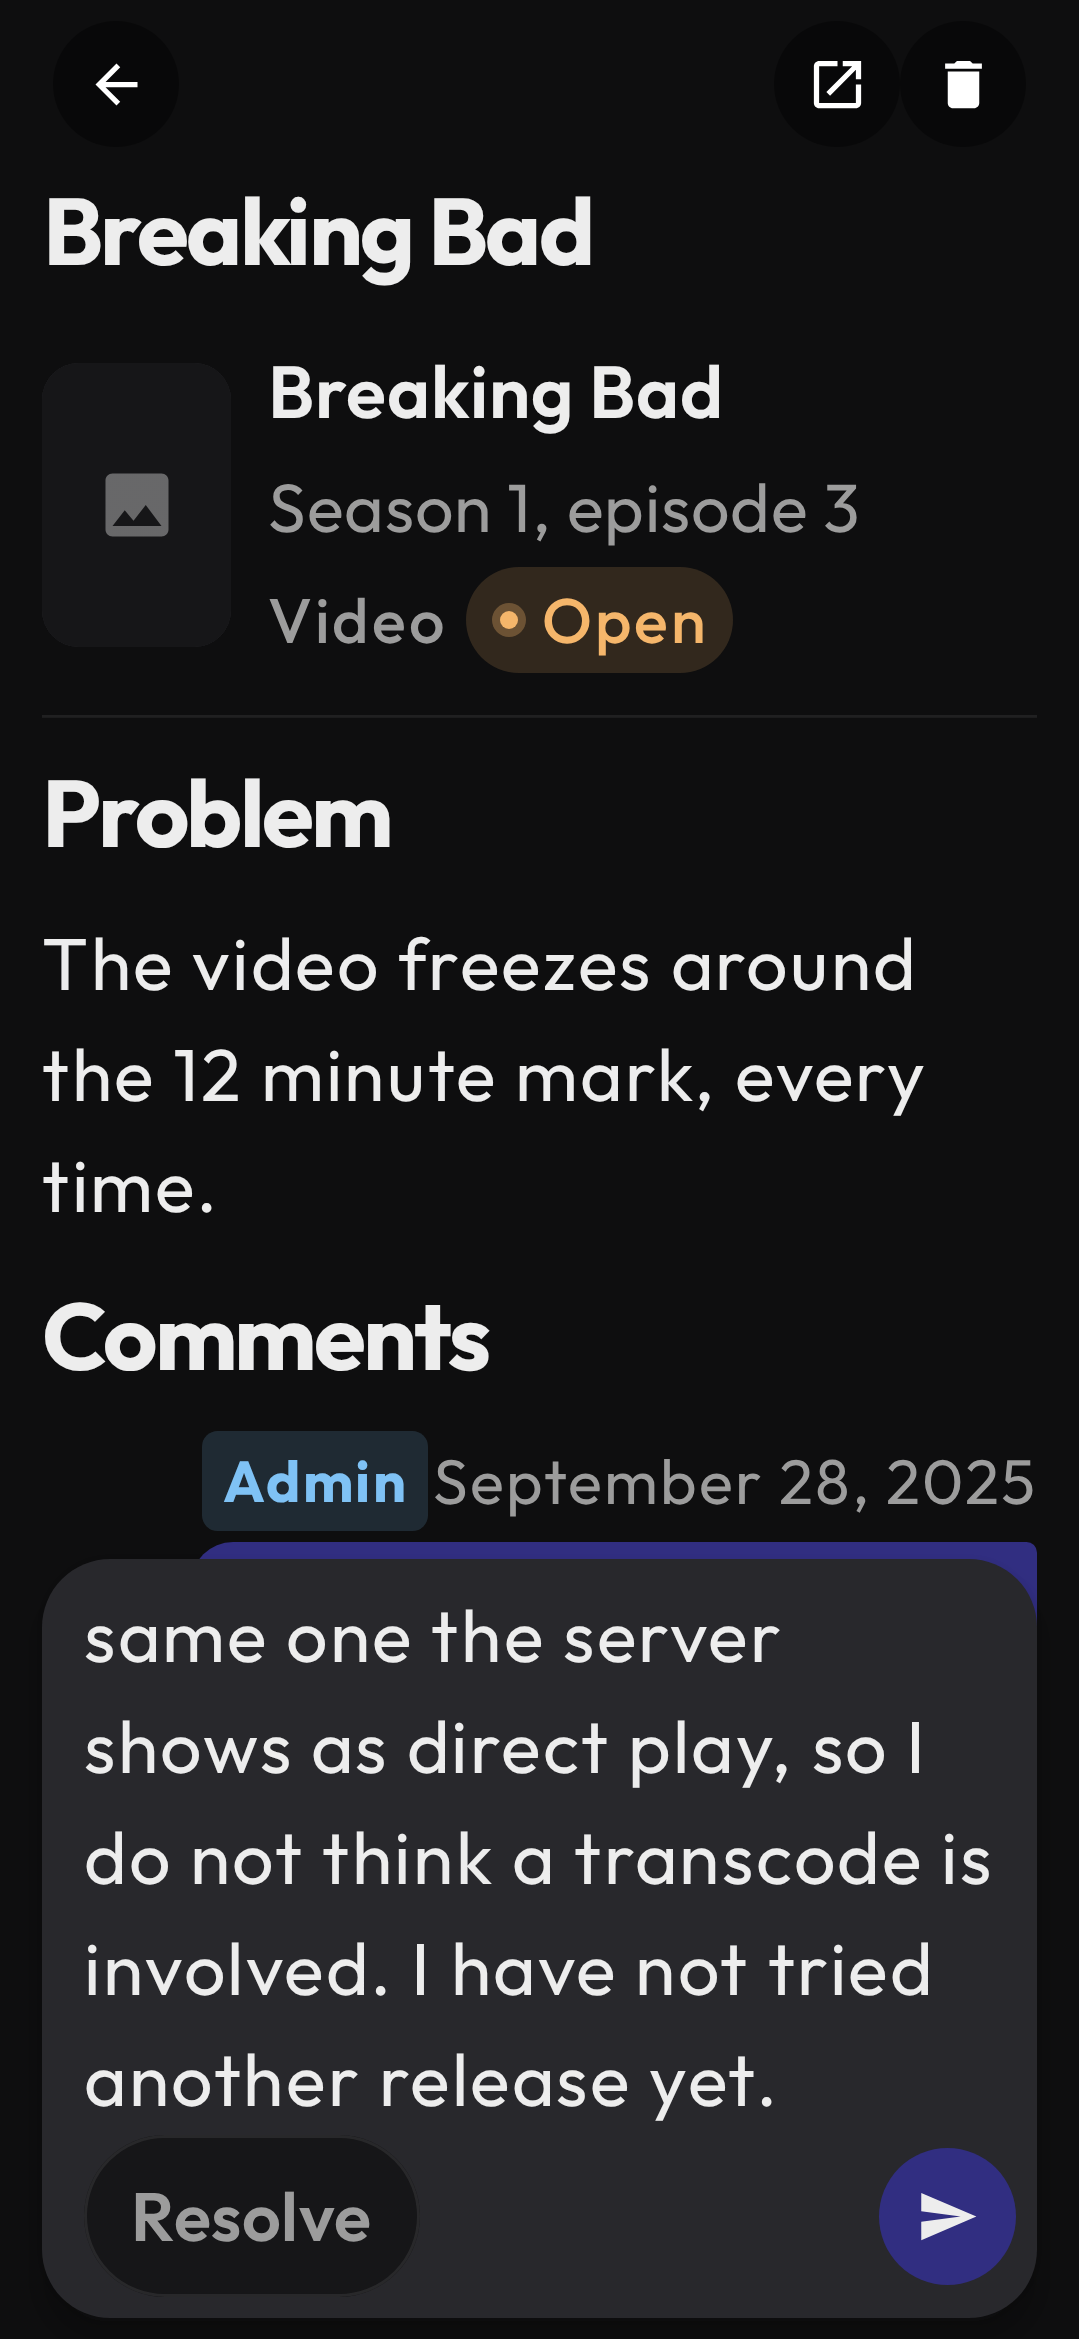 Breaking Bad
Breaking Bad
Season 1, episode 3
Video
Open
Problem
The video freezes around
the 12 minute mark, every
time.
Comments
Admin
September 28, 2025
same one the server
shows as direct play, so I
do not think a transcode is
involved. I have not tried
another release yet.
Resolve